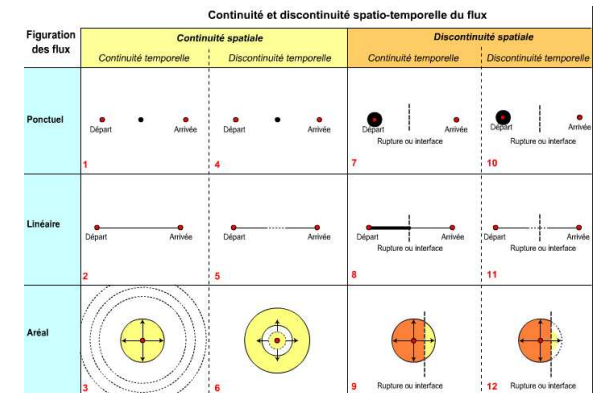 Continuité et discontinuité spatio-temporelle du flux
Figuration des flux
Continuité spatiale
Discontinuité spatiale
Continuité temporelle
Discontinuité temporelle
Continuité temporelle
Discontinuité temporelle
Ponctuel
Départ
Arrivée
1
Départ
Arrivée
4
Départ
Arrivée
Rupture ou interface
7
Départ
Arrivée
Rupture ou interface
10
Linéaire
Départ
Arrivée
2
Départ
Arrivée
5
Départ
Arrivée
Rupture ou interface
8
Départ
Arrivée
Rupture ou interface
11
Aréal
3
6
9
Rupture ou interface
12
Rupture ou interface